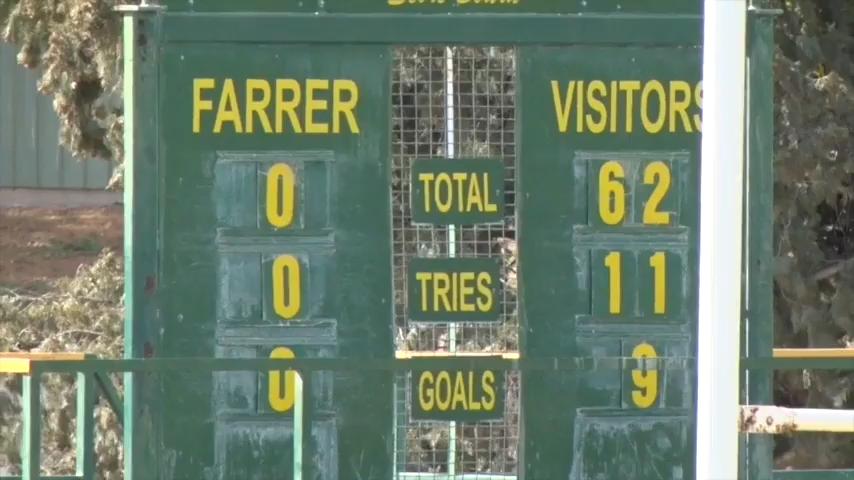 FARRER VISITORS
0 TOTAL 62
0 TRIES 11
0 GOALS 9